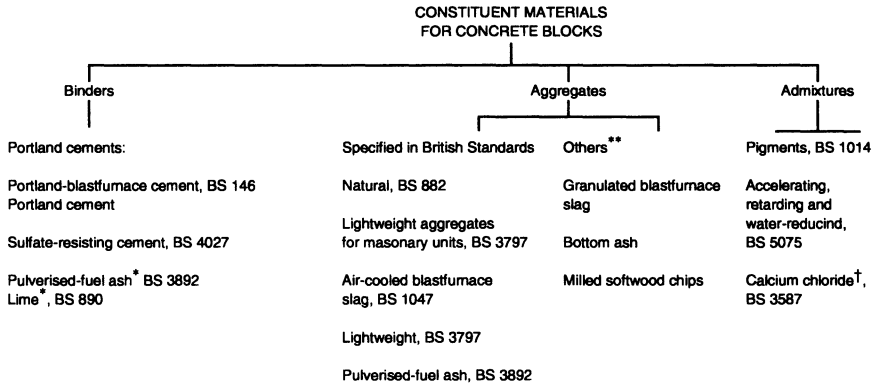 CONSTITUENT MATERIALS
FOR CONCRETE BLOCKS
Binders
Aggregates
Admixtures
Portland cements:
Portland-blastfurnace cement, BS 146
Portland cement
Sulfate-resisting cement, BS 4027
Pulverised-fuel ash* BS 3892
Lime*, BS 890
Specified in British Standards
Natural, BS 882
Lightweight aggregates
for masonary units, BS 3797
Air-cooled blastfurnace
slag, BS 1047
Lightweight, BS 3797
Pulverised-fuel ash, BS 3892
Others**
Granulated blastfurnace
slag
Bottom ash
Milled softwood chips
Pigments, BS 1014
Accelerating,
retarding and
water-reducind,
BS 5075
Calcium chloride†,
BS 3587